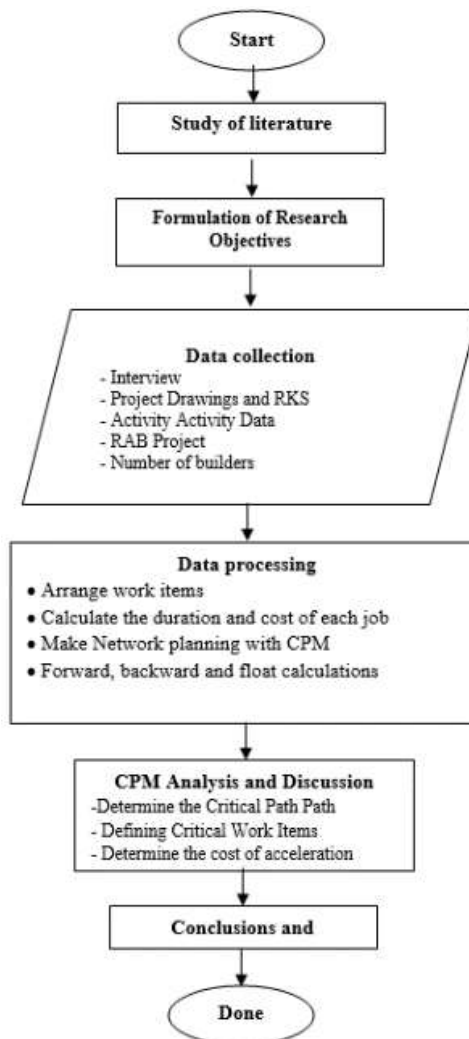 Start
Study of literature
Formulation of Research
Objectives
Data collection
- Interview
- Project Drawings and RKS
- Activity Activity Data
- RAB Project
- Number of builders
Data processing
• Arrange work items
• Calculate the duration and cost of each job
• Make Network planning with CPM
• Forward, backward and float calculations
CPM Analysis and Discussion
-Determine the Critical Path Path
- Defining Critical Work Items
- Determine the cost of acceleration
Conclusions and
Done